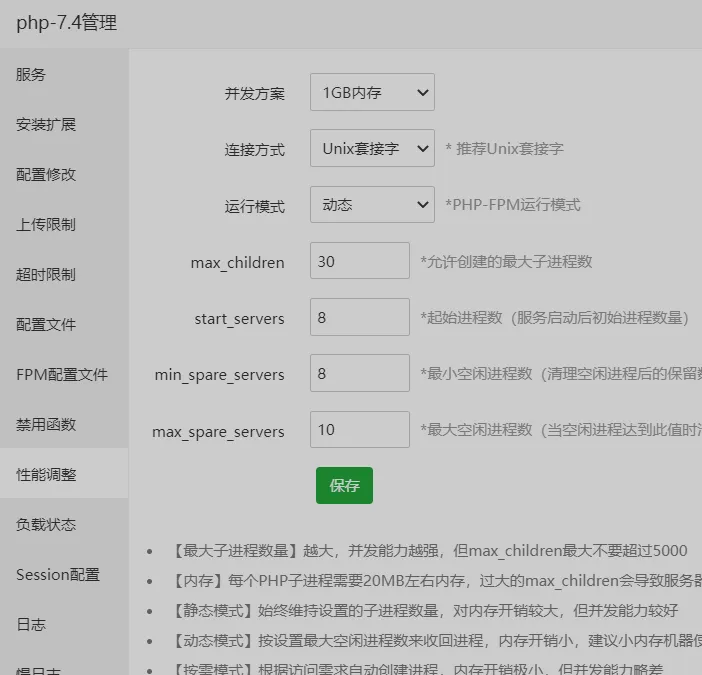 php-7.4管理
服务
安装扩展
配置修改
上传限制
超时限制
配置文件
FPM配置文件
禁用函数
性能调整
负载状态
Session配置
日志
慢日志
并发方案 1GB内存
连接方式 Unix套接字 * 推荐Unix套接字
运行模式 动态 *PHP-FPM运行模式
max_children 30 *允许创建的最大子进程数
start_servers 8 *起始进程数（服务启动后初始进程数量）
min_spare_servers 8 *最小空闲进程数（清理空闲进程后的保留数
max_spare_servers 10 *最大空闲进程数（当空闲进程达到此值时清
保存
• 【最大子进程数量】越大，并发能力越强，但max_children最大不要超过5000
• 【内存】每个PHP子进程需要20MB左右内存，过大的max_children会导致服务器
• 【静态模式】始终维持设置的子进程数量，对内存开销较大，但并发能力较好
• 【动态模式】按设置最大空闲进程数来收回进程，内存开销小，建议小内存机器使
• 【按需模式】根据访问需求自动创建进程，内存开销极小，但并发能力略差